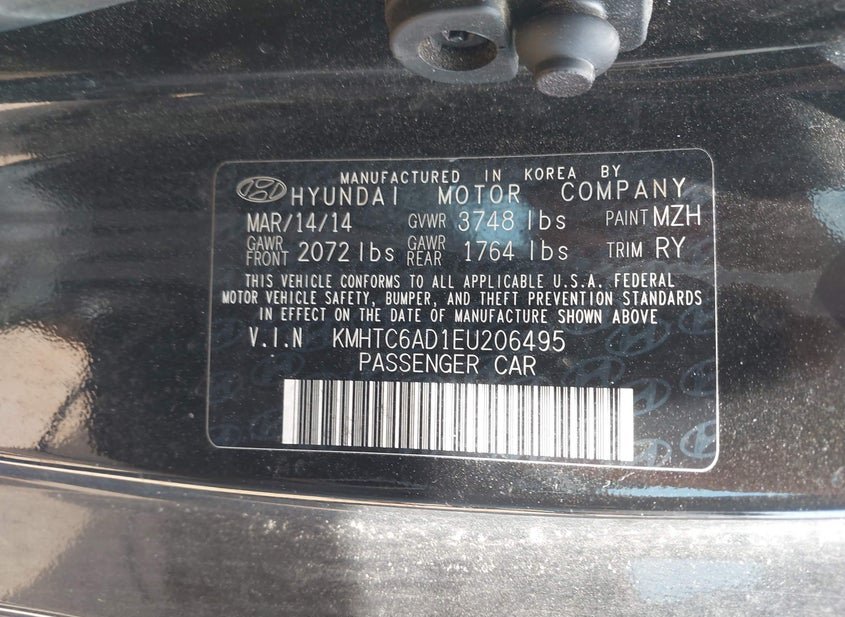 MANUFACTURED IN KOREA BY
HYUNDAI MOTOR COMPANY
MAR/14/14 GVWR 3748 lbs PAINT MZH
GAWR FRONT 2072 lbs GAWR REAR 1764 lbs TRIM RY
THIS VEHICLE CONFORMS TO ALL APPLICABLE U.S.A. FEDERAL
MOTOR VEHICLE SAFETY, BUMPER, AND THEFT PREVENTION STANDARDS
IN EFFECT ON THE DATE OF MANUFACTURE SHOWN ABOVE
V.I.N KMHTC6AD1EU206495
PASSENGER CAR